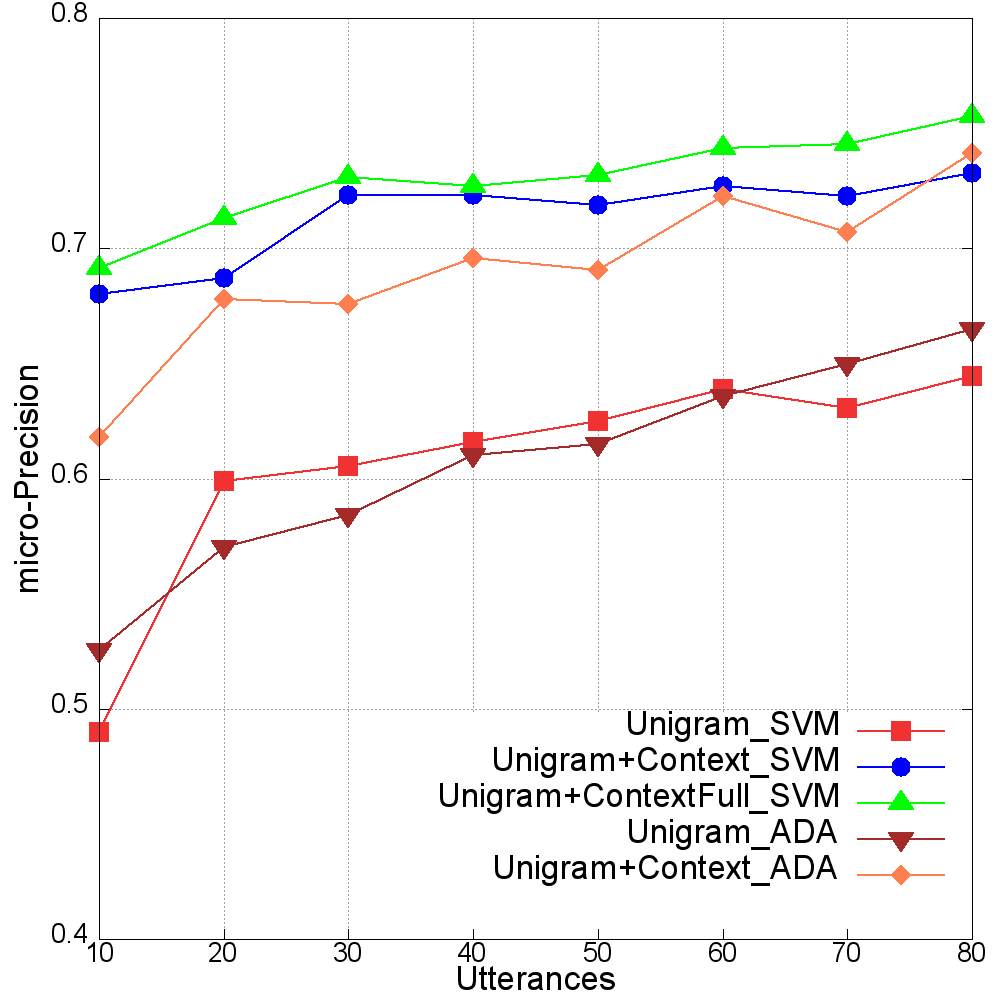 0.8
0.7
0.6
0.5
0.4
micro-Precision
Unigram_SVM
Unigram+Context_SVM
Unigram+ContextFull_SVM
Unigram_ADA
Unigram+Context_ADA
10 20 30 40 50 60 70 80
Utterances